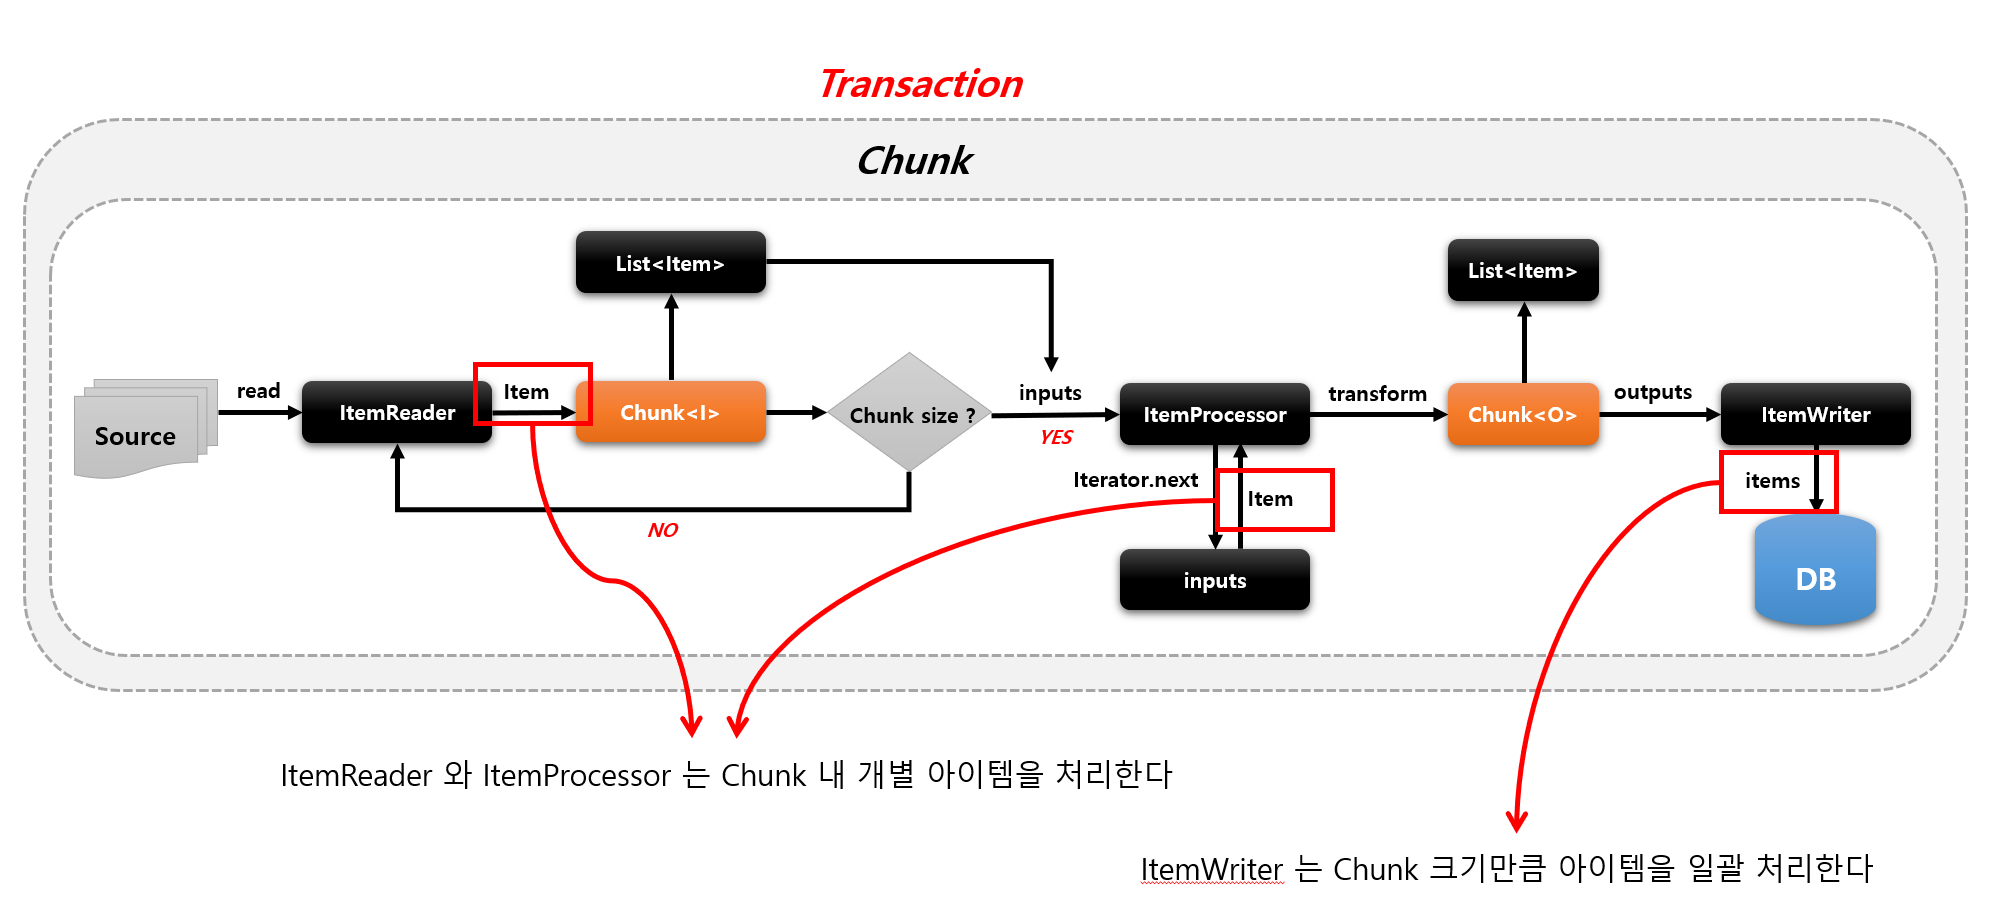 Transaction
Chunk
List<Item>
List<Item>
Source
read
ItemReader
Item
Chunk<I>
Chunk size ?
inputs
YES
NO
ItemProcessor
Iterator.next
Item
inputs
transform
Chunk<O>
outputs
ItemWriter
items
DB
ItemReader 와 ItemProcessor 는 Chunk 내 개별 아이템을 처리한다
ItemWriter 는 Chunk 크기만큼 아이템을 일괄 처리한다